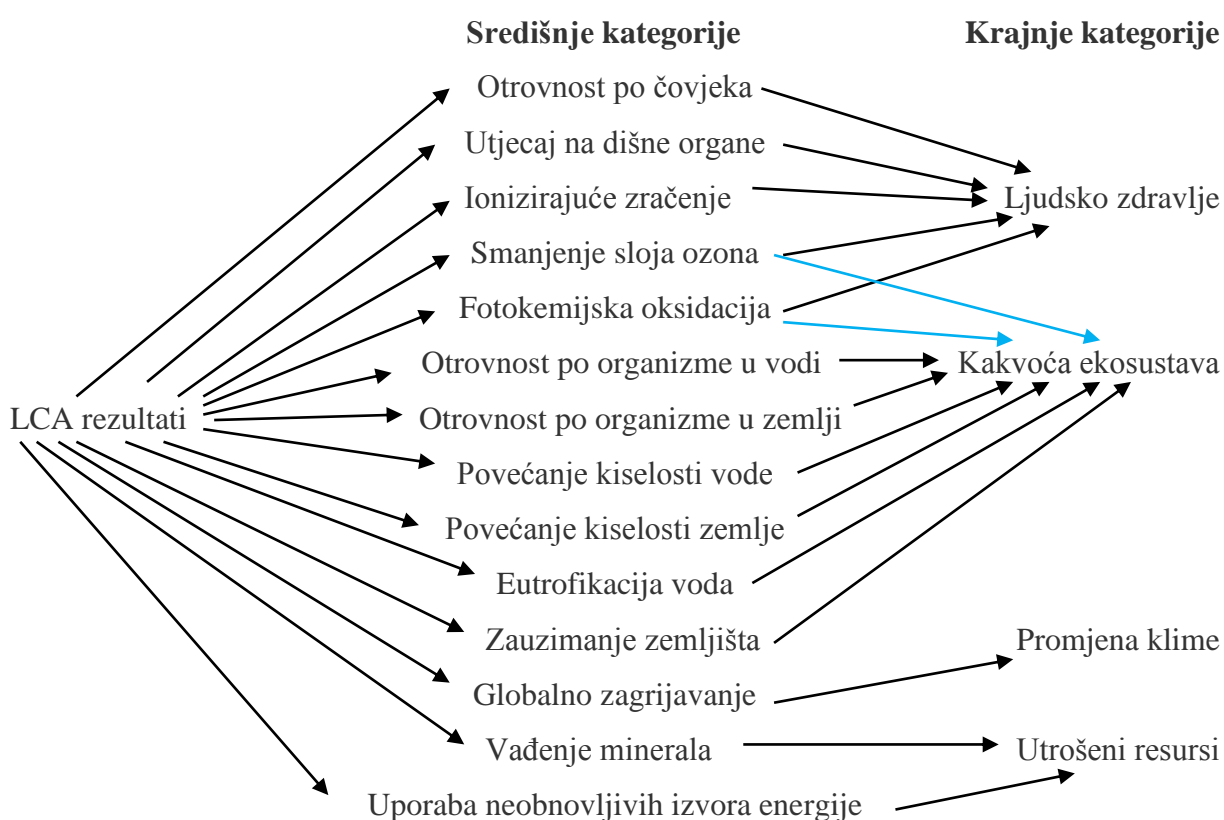 Središnje kategorije Krajnje kategorije
Otrovnost po čovjeka
Utjecaj na dišne organe
Ionizirajuće zračenje Ljudsko zdravlje
Smanjenje sloja ozona
Fotokemijska oksidacija
Otrovnost po organizme u vodi Kakvoća ekosustava
LCA rezultati Otrovnost po organizme u zemlji
Povećanje kiselosti vode
Povećanje kiselosti zemlje
Eutrofikacija voda
Zauzimanje zemljišta Promjena klime
Globalno zagrijavanje
Vađenje minerala Utrošeni resursi
Uporaba neobnovljivih izvora energije